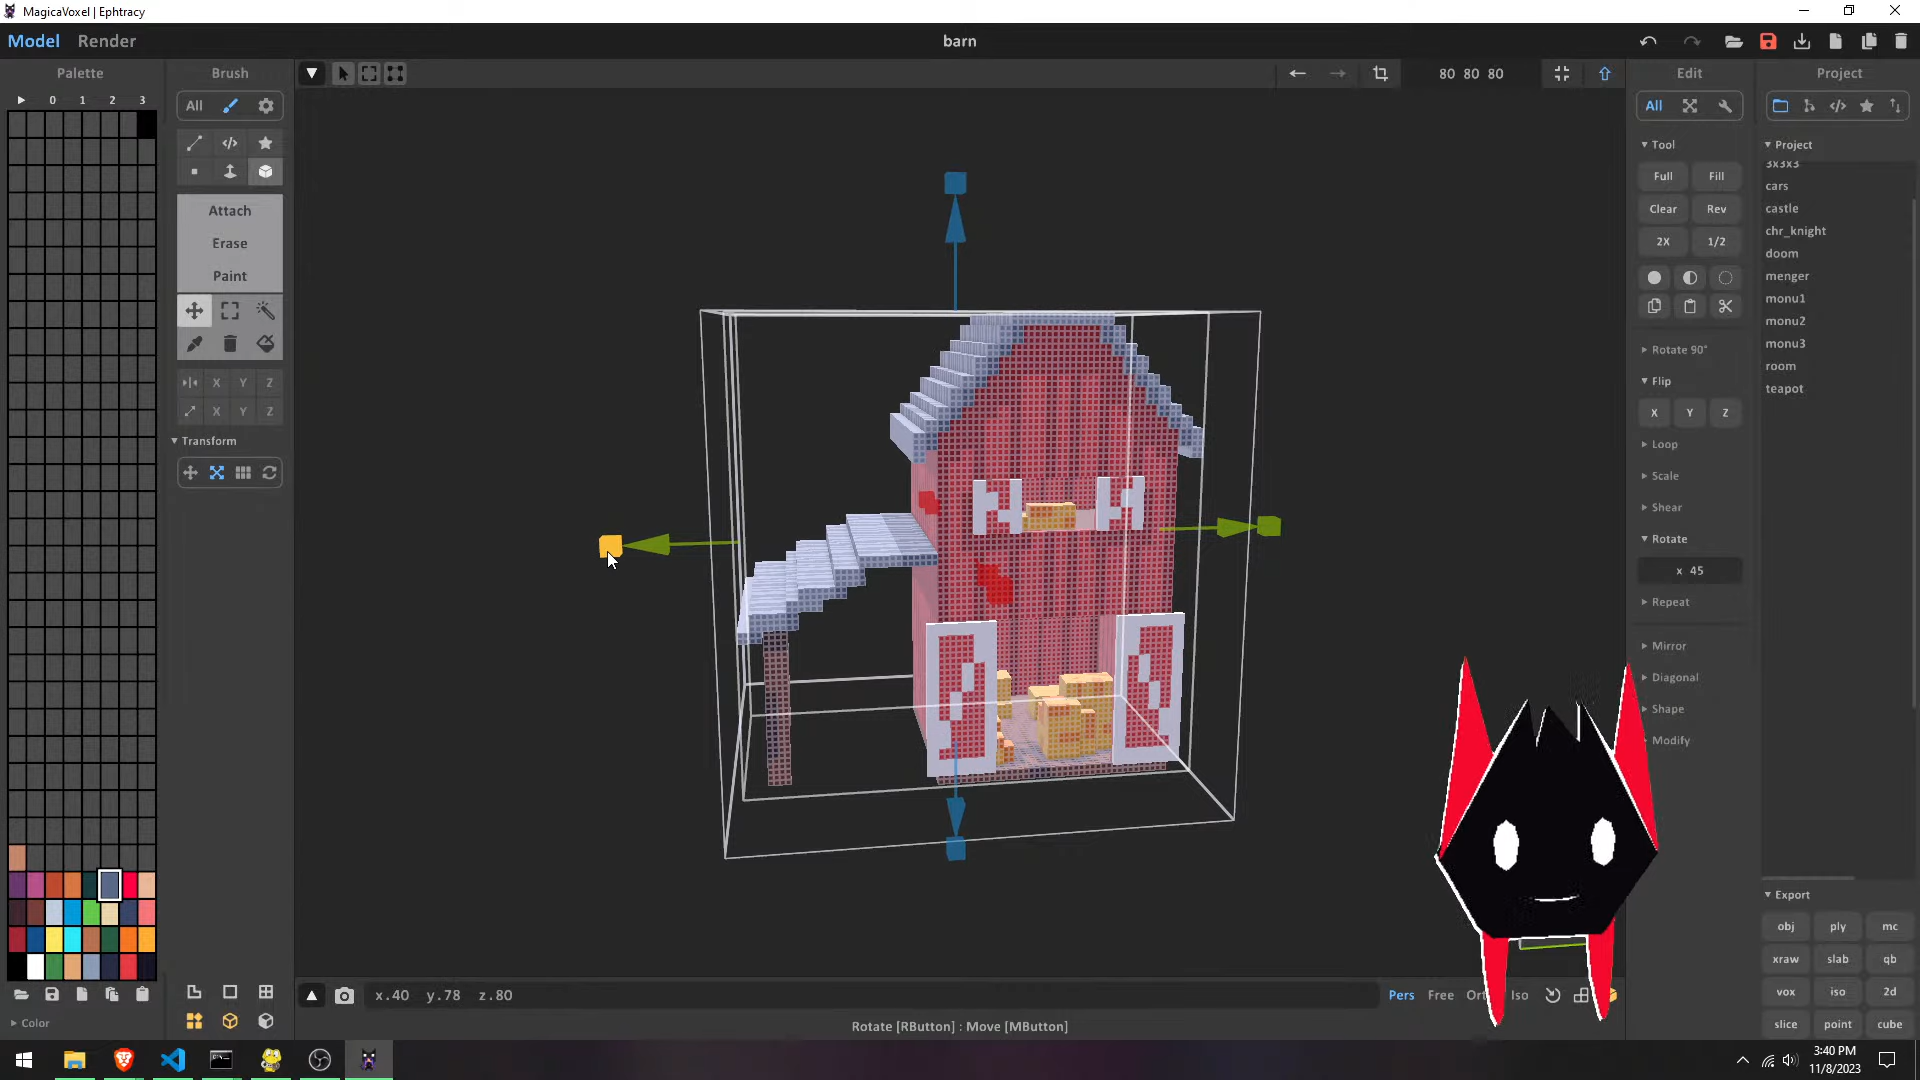 MagicaVoxel | Ephtracy
Model Render
barn
Palette
Brush
80 80 80
Edit
Project
0 1 2 3
All
All
Tool
Project
3x3x3
Full Fill
cars
Attach
Clear Rev
castle
chr_knight
Erase
2X 1/2
doom
Paint
menger
monu1
monu2
monu3
Rotate 90°
room
X Y Z
Flip
teapot
X Y Z
X Y Z
Transform
Loop
Scale
Shear
Rotate
x 45
Repeat
Mirror
Diagonal
Shape
Modify
Export
obj ply mc
xraw slab qb
vox iso 2d
slice point cube
x.40 y.78 z.80
Pers Free Ort Iso
Color
Rotate [RButton] : Move [MButton]
3:40 PM
11/8/2023